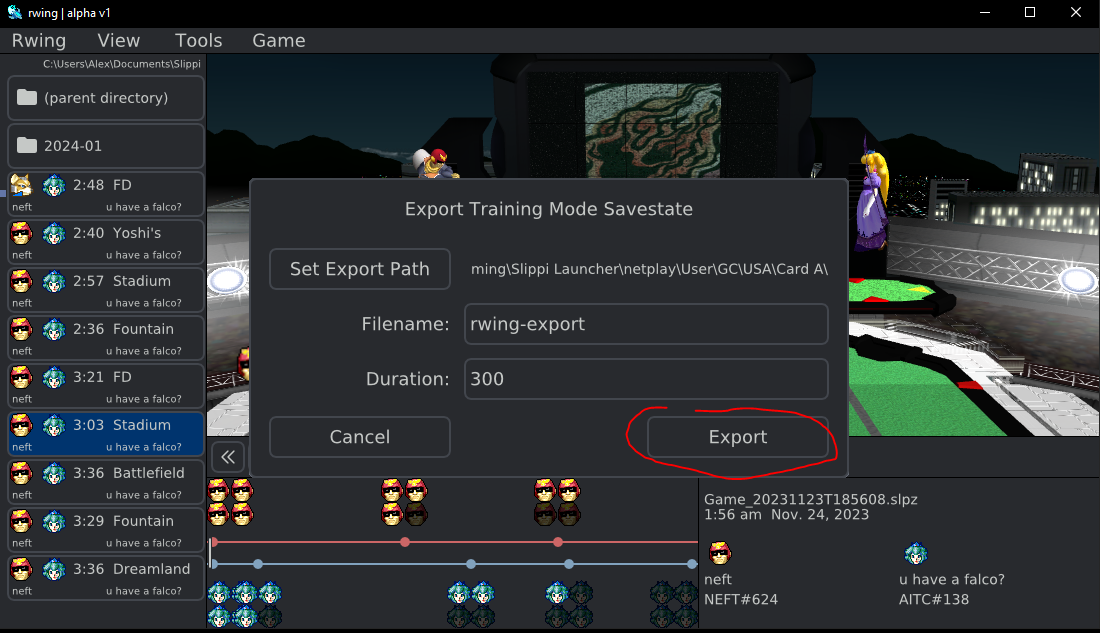 rwing | alpha v1
Rwing View Tools Game
C:\Users\Alex\Documents\Slippi
(parent directory)
2024-01
2:48 FD
neft u have a falco?
2:40 Yoshi's
neft u have a falco?
2:57 Stadium
neft u have a falco?
2:36 Fountain
neft u have a falco?
3:21 FD
neft u have a falco?
3:03 Stadium
neft u have a falco?
3:36 Battlefield
neft u have a falco?
3:29 Fountain
neft u have a falco?
3:36 Dreamland
neft u have a falco?
Export Training Mode Savestate
Set Export Path ming\Slippi Launcher\netplay\User\GC\USA\Card A\
Filename: rwing-export
Duration: 300
Cancel Export
Game_20231123T185608.slpz
1:56 am Nov. 24, 2023
neft u have a falco?
NEFT#624 AITC#138